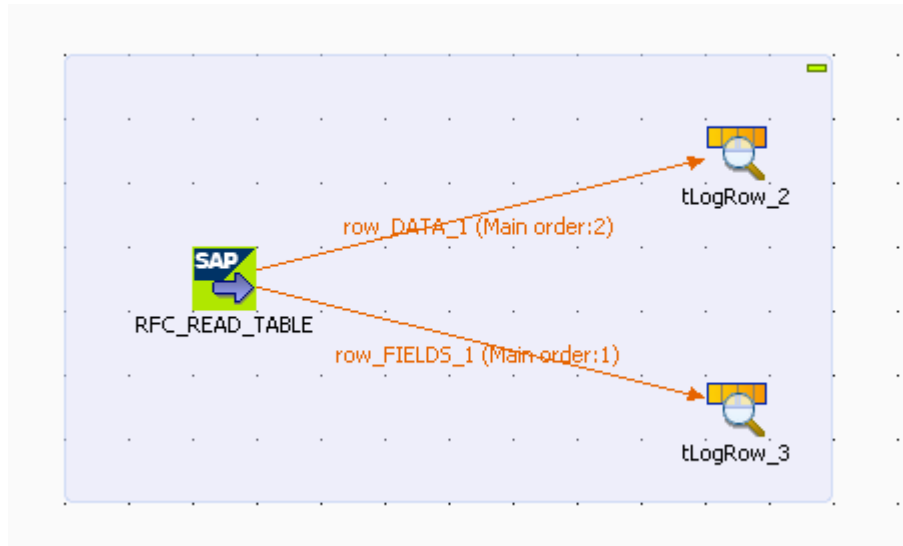 tLogRow_2
row_DATA_1 (Main order:2)
SAP
RFC_READ_TABLE
row_FIELDS_1 (Main order:1)
tLogRow_3